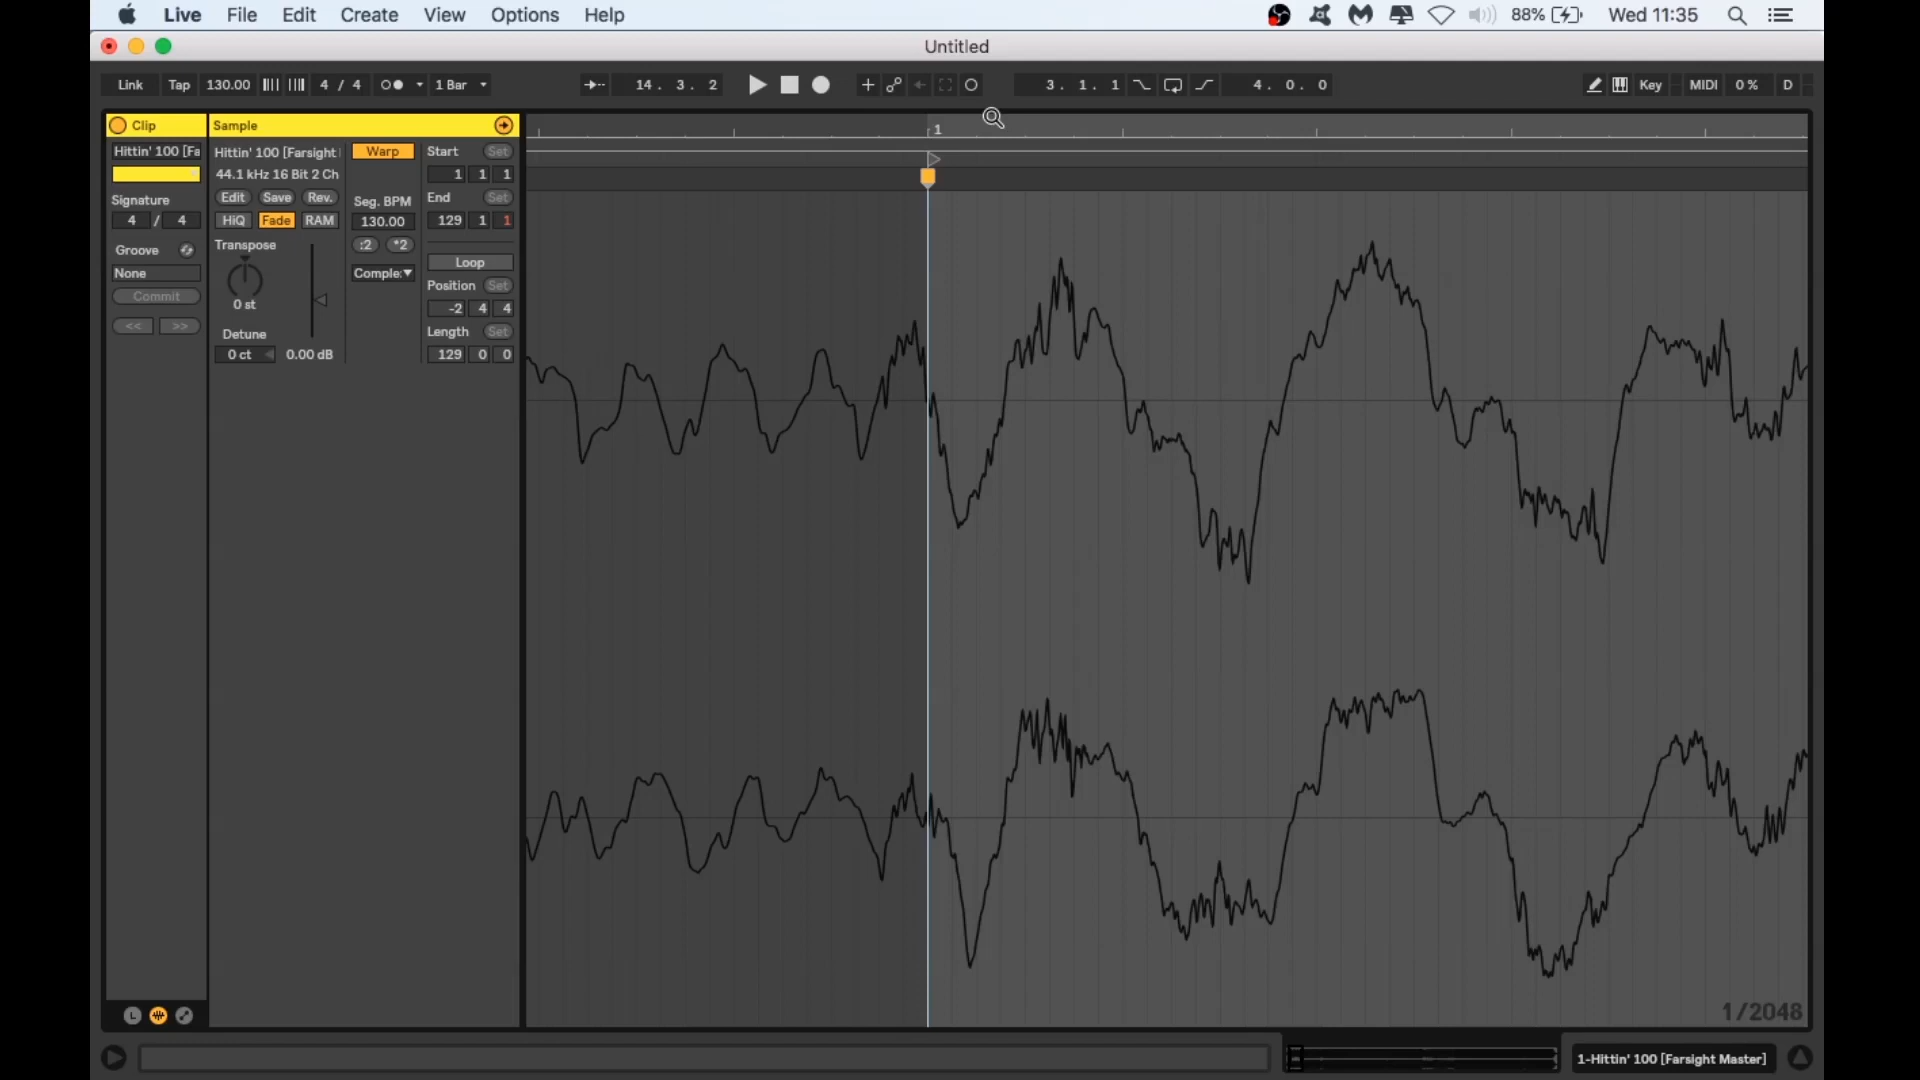 Live File Edit Create View Options Help 88% Wed 11:35
Untitled
Link Tap 130.00 4 / 4 1 Bar 14. 3. 2 3. 1. 1 4. 0. 0 Key MIDI 0 % D
Clip Sample
1
Hittin' 100 [Fa Hittin' 100 [Farsight Warp Start Set
44.1 kHz 16 Bit 2 Ch 1 1 1
Signature Edit Save Rev. Seg. BPM End Set
4 / 4 HiQ Fade RAM 130.00 129 1 1
Groove Transpose :2 *2
None Comple: Loop
Commit 0 st Position Set
<< >> -2 4 4
Detune Length Set
0 ct 0.00 dB 129 0 0
1/2048
L
1-Hittin' 100 [Farsight Master]